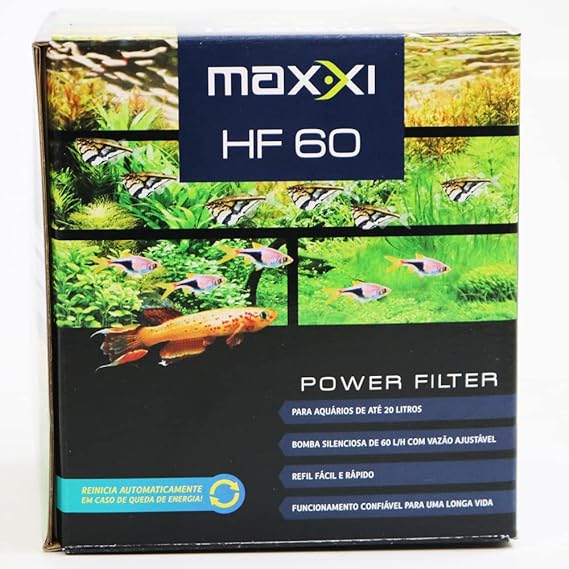 maxxi
HF 60
POWER FILTER
PARA AQUÁRIOS DE ATÉ 20 LITROS
BOMBA SILENCIOSA DE 60 L/H COM VAZÃO AJUSTÁVEL
REFIL FÁCIL E RÁPIDO
FUNCIONAMENTO CONFIÁVEL PARA UMA LONGA VIDA
REINICIA AUTOMATICAMENTE
EM CASO DE QUEDA DE ENERGIA!